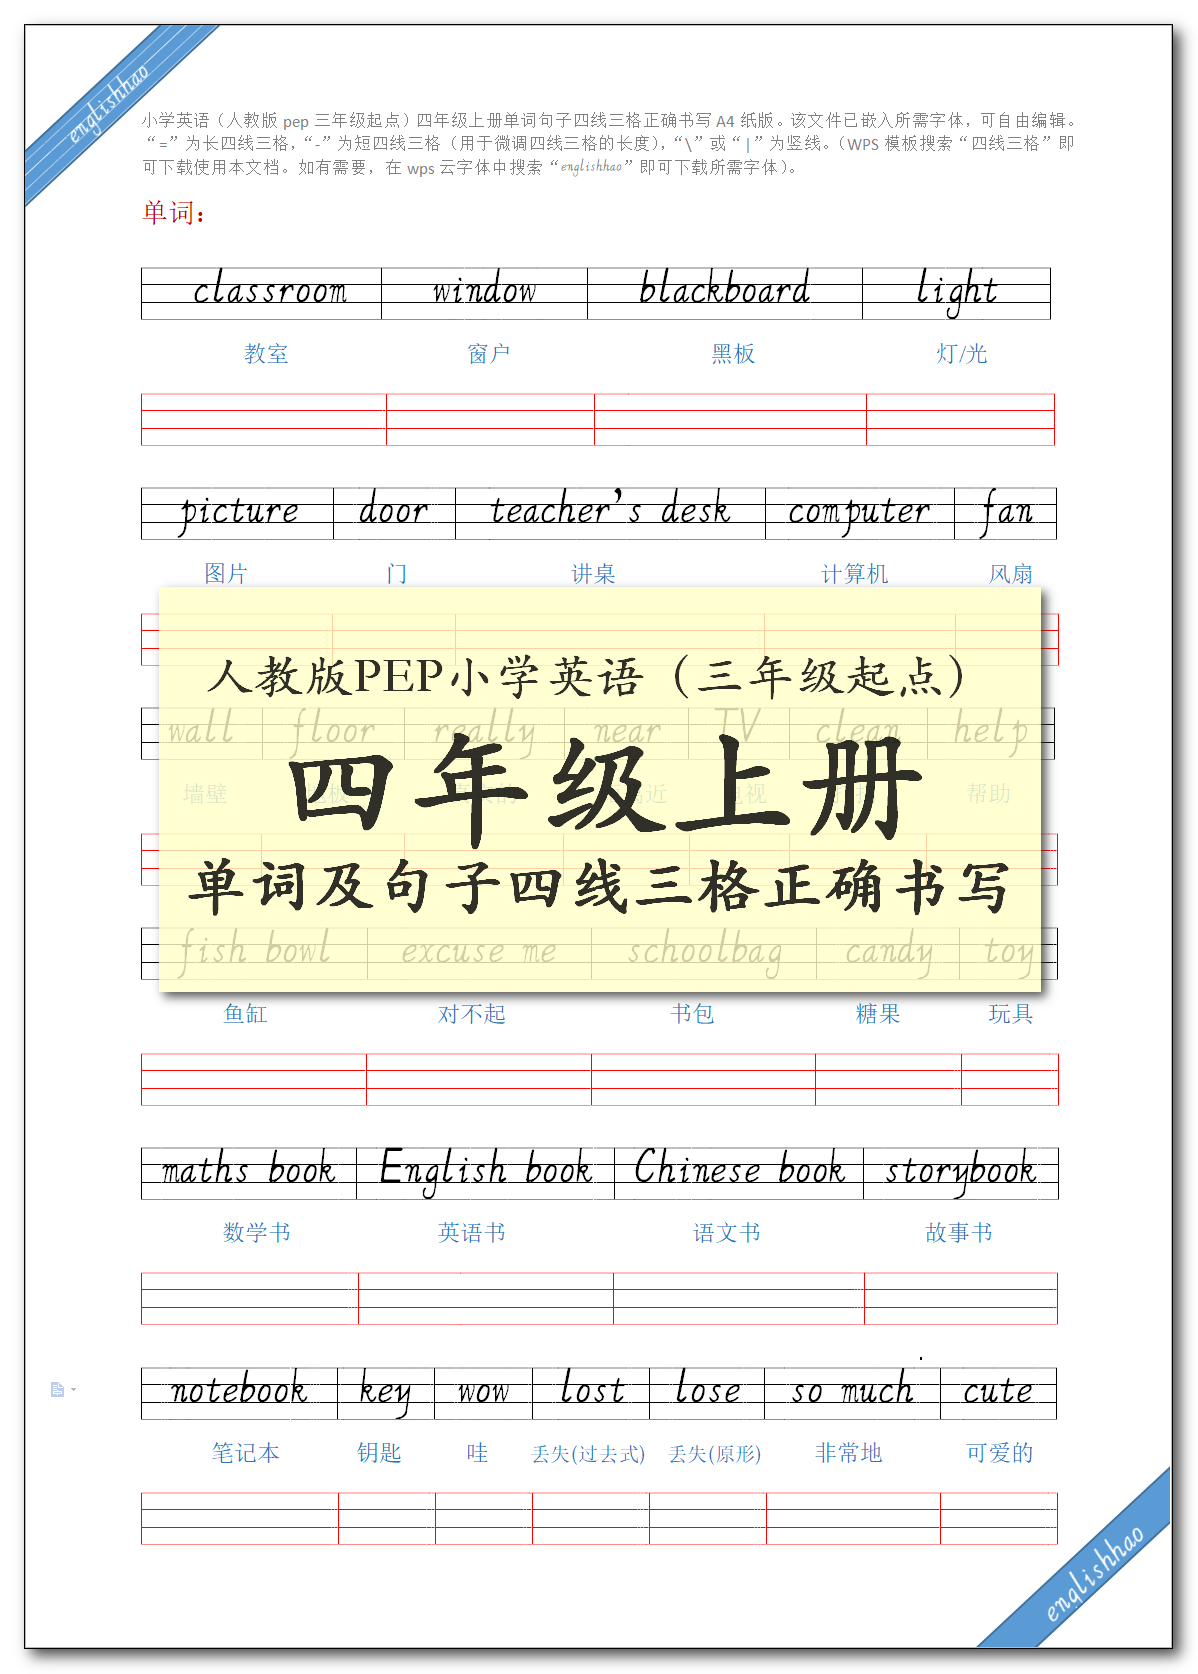 englishhao
小学英语（人教版 pep 三年级起点）四年级上册单词句子四线三格正确书写 A4 纸版。该文件已嵌入所需字体，可自由编辑。
“=”为长四线三格，“-”为短四线三格（用于微调四线三格的长度），“\”或“|”为竖线。（WPS 模板搜索“四线三格”即
可下载使用本文档。如有需要，在 wps 云字体中搜索“englishhao”即可下载所需字体）。
单词：
classroom window blackboard light
教室 窗户 黑板 灯/光
picture door teacher’s desk computer fan
图片 门 讲桌 计算机 风扇
人教版PEP小学英语（三年级起点）
wall floor really near TV clean help
四年级上册
墙壁 地板 近 电视 帮助
单词及句子四线三格正确书写
fish bowl excuse me schoolbag candy toy
鱼缸 对不起 书包 糖果 玩具
maths book English book Chinese book storybook
数学书 英语书 语文书 故事书
notebook key wow lost lose so much cute
笔记本 钥匙 哇 丢失(过去式) 丢失(原形) 非常地 可爱的
englishhao